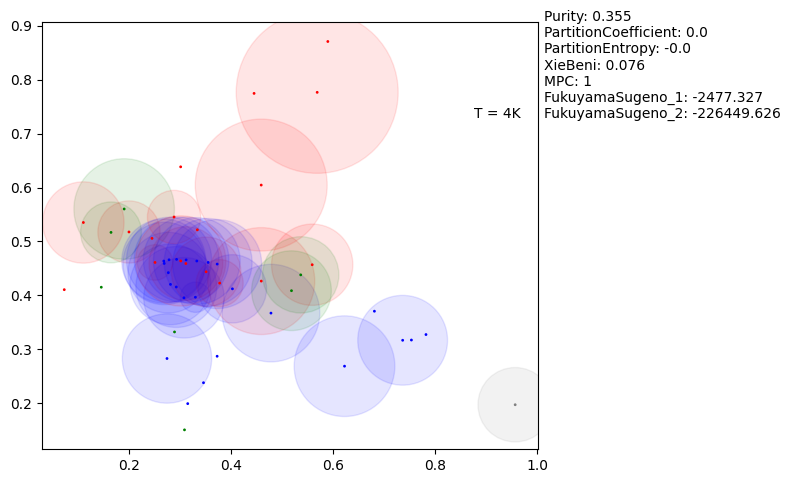 Purity: 0.355
PartitionCoefficient: 0.0
PartitionEntropy: -0.0
XieBeni: 0.076
MPC: 1
FukuyamaSugeno_1: -2477.327
FukuyamaSugeno_2: -226449.626
T = 4K
0.9
0.8
0.7
0.6
0.5
0.4
0.3
0.2
0.2 0.4 0.6 0.8 1.0